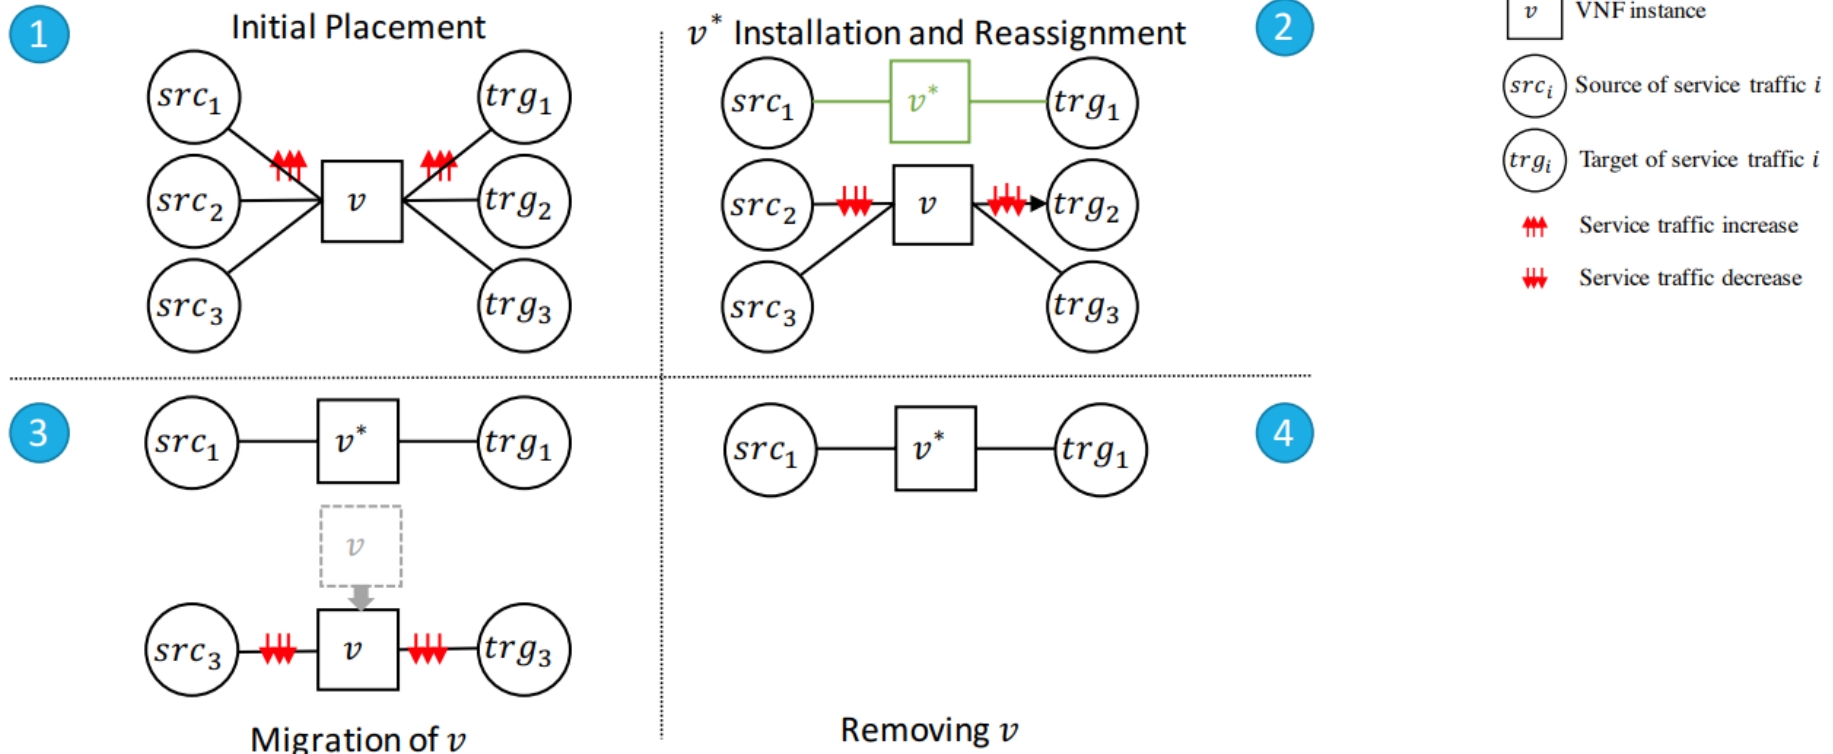 1
Initial Placement
src₁
trg₁
src₂
v
trg₂
src₃
trg₃
2
v* Installation and Reassignment
src₁
v*
trg₁
src₂
v
trg₂
src₃
trg₃
v
VNF instance
srcᵢ
Source of service traffic i
trgᵢ
Target of service traffic i
Service traffic increase
Service traffic decrease
3
src₁
v*
trg₁
v
src₃
v
trg₃
Migration of v
4
src₁
v*
trg₁
Removing v